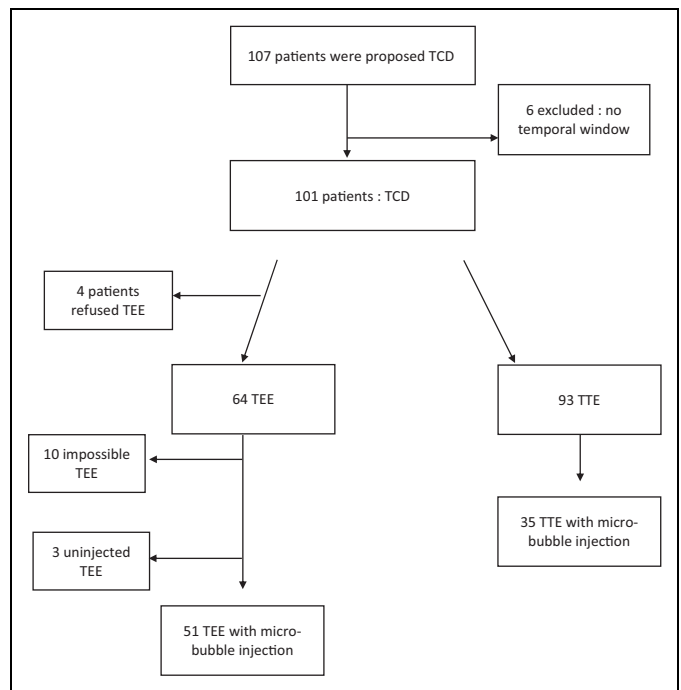 107 patients were proposed TCD
6 excluded : no
temporal window
101 patients : TCD
4 patients
refused TEE
64 TEE
93 TTE
10 impossible
TEE
35 TTE with micro-
bubble injection
3 uninjected
TEE
51 TEE with micro-
bubble injection